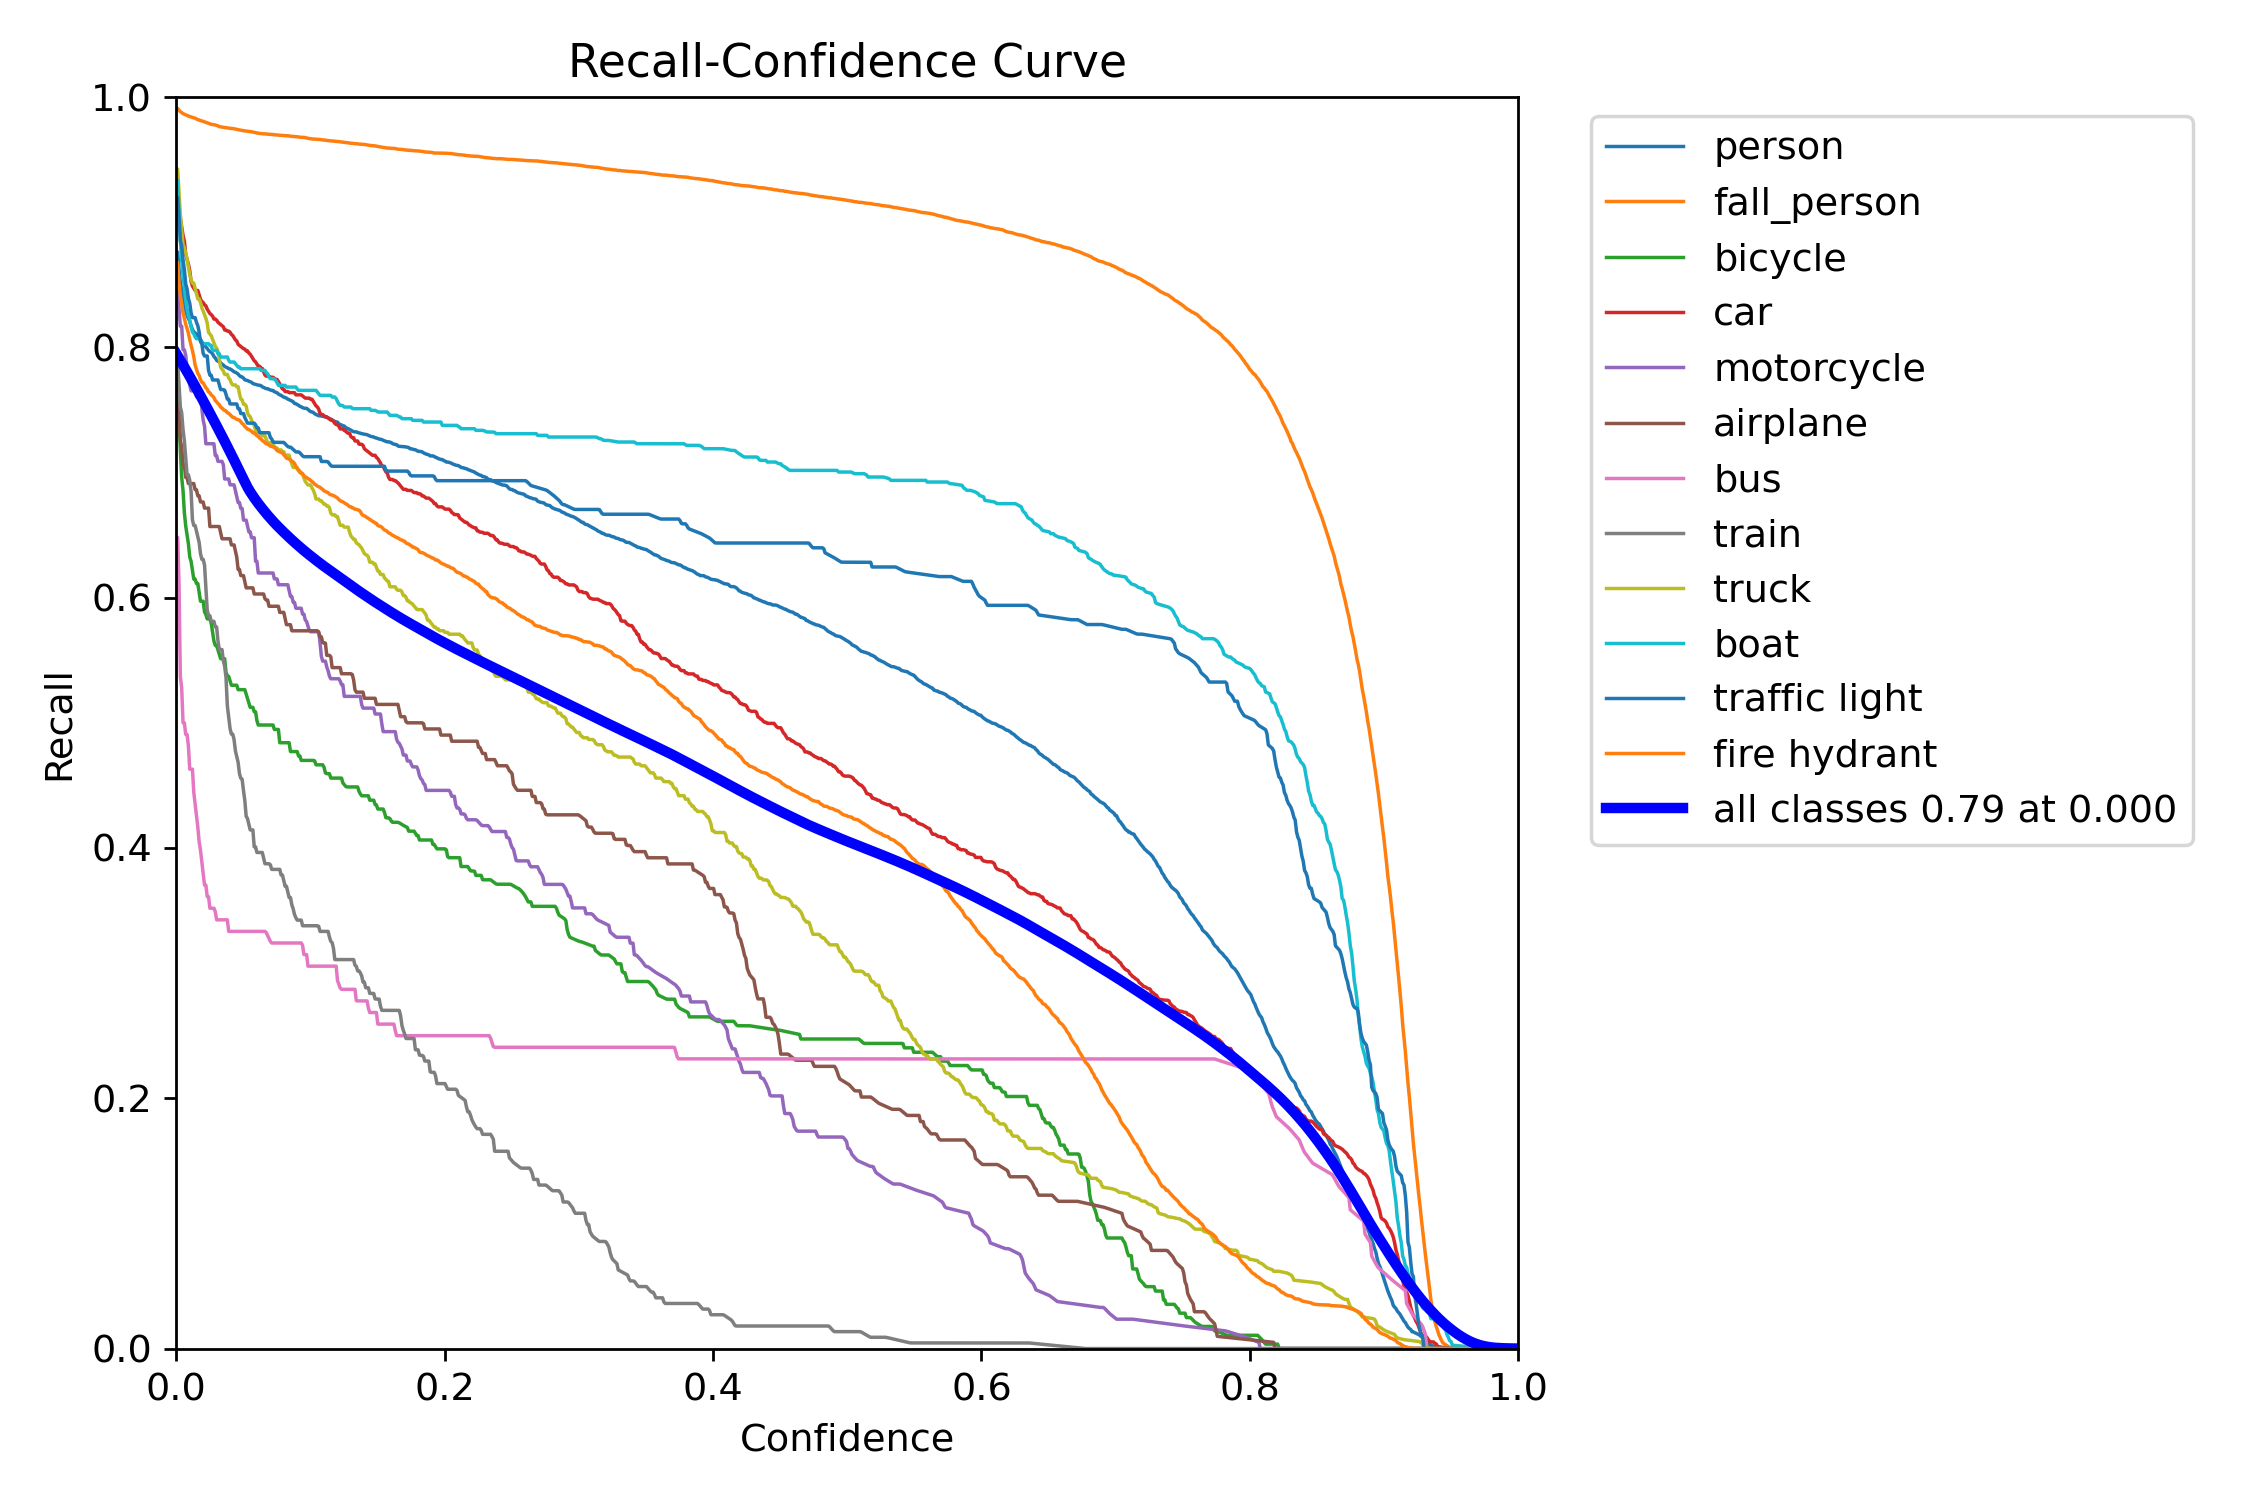 Recall-Confidence Curve
1.0
0.8
0.6
0.4
0.2
0.0
Recall
0.0 0.2 0.4 0.6 0.8 1.0
Confidence
person
fall_person
bicycle
car
motorcycle
airplane
bus
train
truck
boat
traffic light
fire hydrant
all classes 0.79 at 0.000